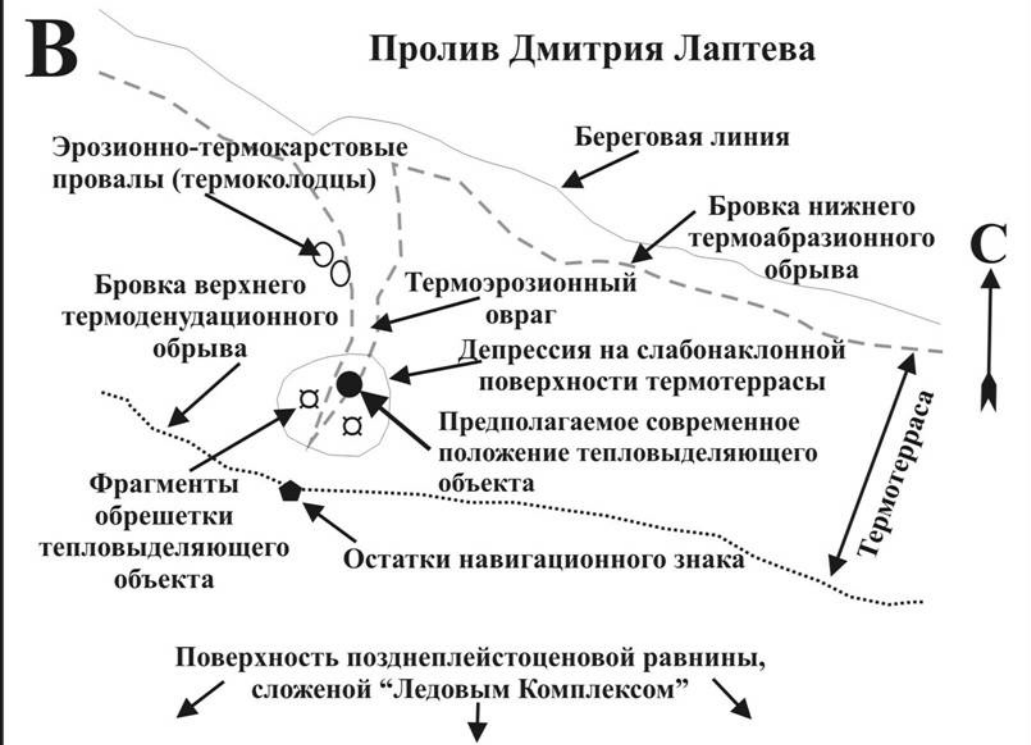 В
Пролив Дмитрия Лаптева
Береговая линия
Эрозионно-термокарстовые
провалы (термоколодцы)
Бровка нижнего
термоабразионного
обрыва
С
Бровка верхнего
термоденудационного
обрыва
Термоэрозионный
овраг
Депрессия на слабонаклонной
поверхности термотеррасы
Предполагаемое современное
положение тепловыделяющего
объекта
Термотерраса
Фрагменты
обрешетки
тепловыделяющего
объекта
Остатки навигационного знака
Поверхность позднеплейстоценовой равнины,
сложеной “Ледовым Комплексом”